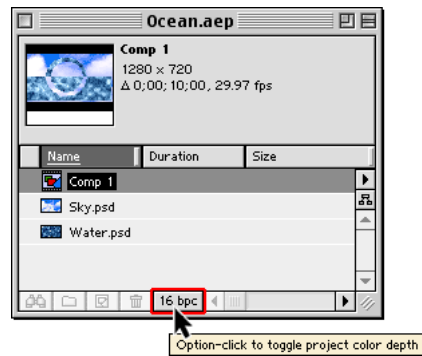 Ocean.aep
Comp 1
1280 × 720
Δ 0;00;10;00, 29.97 fps
Name Duration Size
Comp 1
Sky.psd
Water.psd
16 bpc
Option-click to toggle project color depth